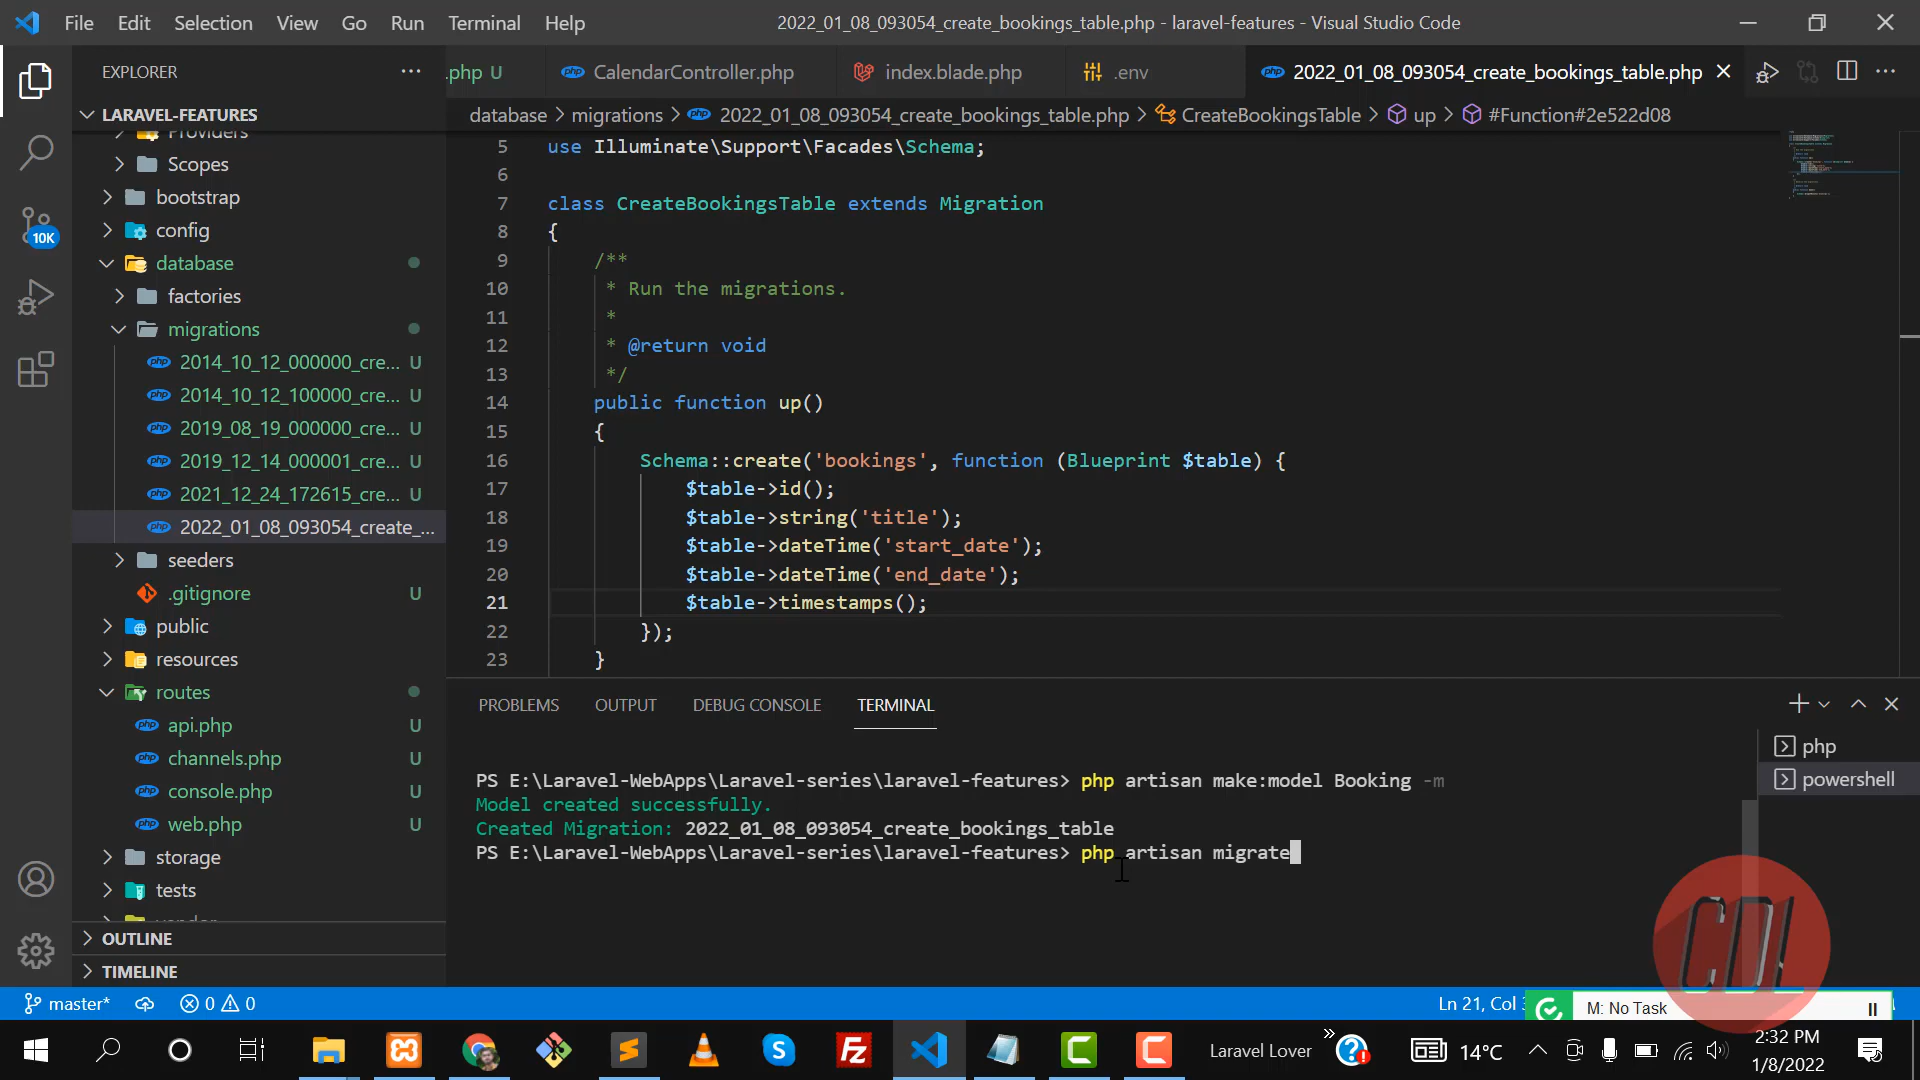 File Edit Selection View Go Run Terminal Help
2022_01_08_093054_create_bookings_table.php - laravel-features - Visual Studio Code
EXPLORER
.php U
CalendarController.php
index.blade.php
.env
2022_01_08_093054_create_bookings_table.php
database > migrations > 2022_01_08_093054_create_bookings_table.php > CreateBookingsTable > up > #Function#2e522d08
10K
LARAVEL-FEATURES
Providers
Scopes
bootstrap
config
database
factories
migrations
2014_10_12_000000_cre... U
2014_10_12_100000_cre... U
2019_08_19_000000_cre... U
2019_12_14_000001_cre... U
2021_12_24_172615_cre... U
2022_01_08_093054_create_...
seeders
.gitignore U
public
resources
routes
api.php U
channels.php U
console.php U
web.php U
storage
tests
OUTLINE
TIMELINE
5 use Illuminate\Support\Facades\Schema;
6
7 class CreateBookingsTable extends Migration
8 {
9 /**
10 * Run the migrations.
11 *
12 * @return void
13 */
14 public function up()
15 {
16 Schema::create('bookings', function (Blueprint $table) {
17 $table->id();
18 $table->string('title');
19 $table->dateTime('start_date');
20 $table->dateTime('end_date');
21 $table->timestamps();
22 });
23 }
PROBLEMS OUTPUT DEBUG CONSOLE TERMINAL
php
powershell
PS E:\Laravel-WebApps\Laravel-series\laravel-features> php artisan make:model Booking -m
Model created successfully.
Created Migration: 2022_01_08_093054_create_bookings_table
PS E:\Laravel-WebApps\Laravel-series\laravel-features> php artisan migrate
CDL
master* 0 0
Ln 21, Col
M: No Task
Laravel Lover
14°C
2:32 PM
1/8/2022